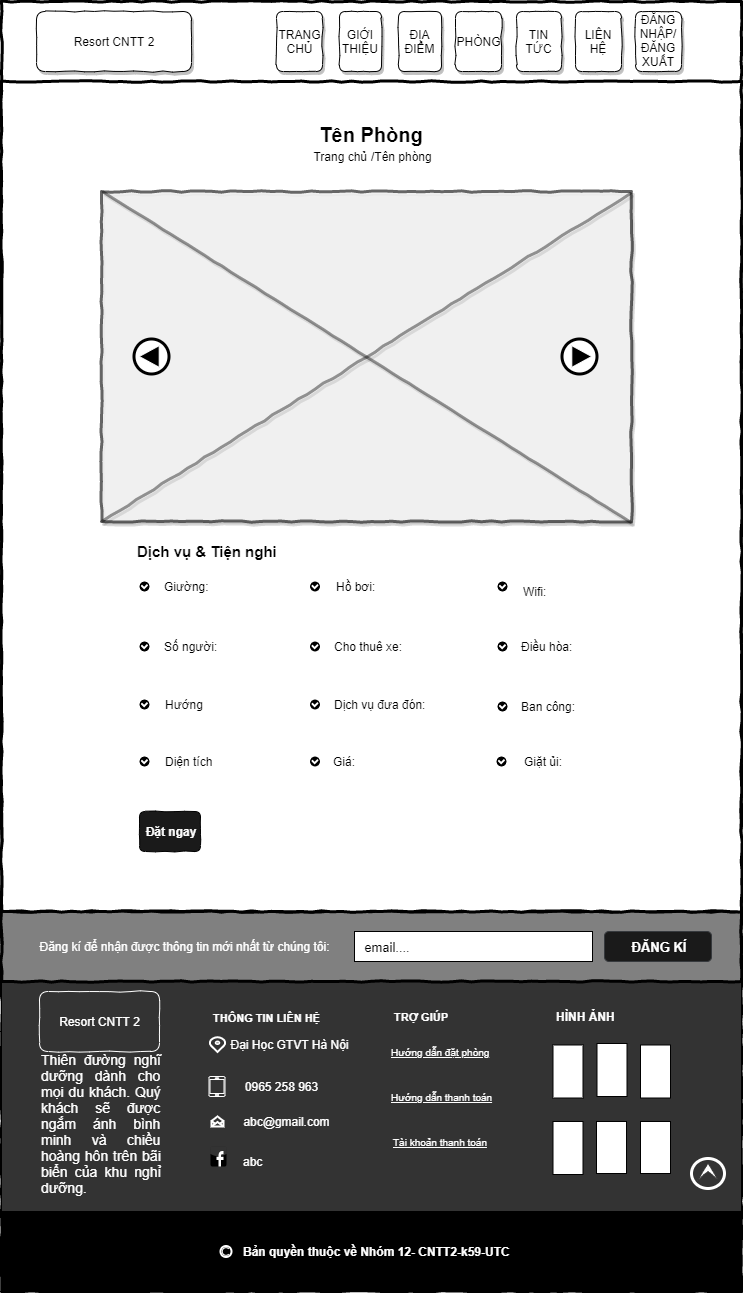 Resort CNTT 2
TRANG
CHỦ
GIỚI
THIỆU
ĐỊA
ĐIỂM
PHÒNG
TIN
TỨC
LIÊN
HỆ
ĐĂNG
NHẬP/
ĐĂNG
XUẤT
Tên Phòng
Trang chủ /Tên phòng
Dịch vụ & Tiện nghi
Giường:
Hồ bơi:
Wifi:
Số người:
Cho thuê xe:
Điều hòa:
Hướng
Dịch vụ đưa đón:
Ban công:
Diện tích
Giá:
Giặt ủi:
Đặt ngay
Đăng kí để nhận được thông tin mới nhất từ chúng tôi:
email....
ĐĂNG KÍ
Resort CNTT 2
Thiên đường nghĩ
dưỡng dành cho
mọi du khách. Quý
khách sẽ được
ngắm ánh bình
minh và chiều
hoàng hôn trên bãi
biển của khu nghỉ
dưỡng.
THÔNG TIN LIÊN HỆ
Đại Học GTVT Hà Nội
0965 258 963
abc@gmail.com
abc
TRỢ GIÚP
Hướng dẫn đặt phòng
Hướng dẫn thanh toán
Tài khoản thanh toán
HÌNH ẢNH
© Bản quyền thuộc về Nhóm 12- CNTT2-k59-UTC